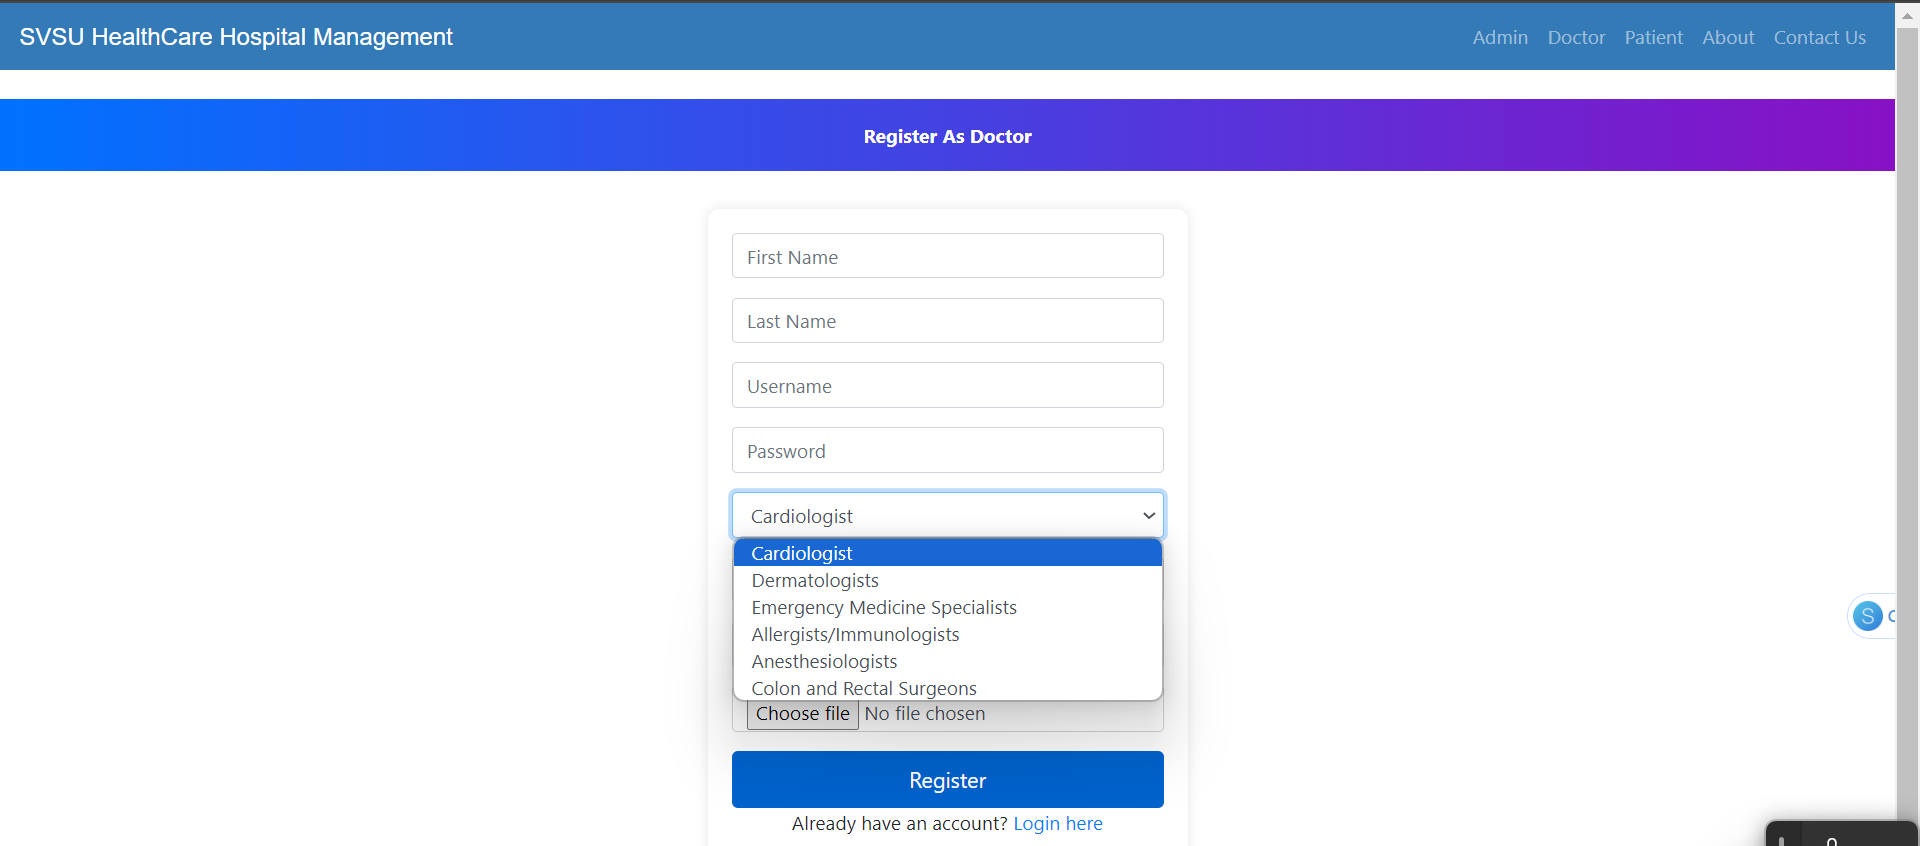 SVSU HealthCare Hospital Management
Admin Doctor Patient About Contact Us
Register As Doctor
First Name
Last Name
Username
Password
Cardiologist
Cardiologist
Dermatologists
Emergency Medicine Specialists
Allergists/Immunologists
Anesthesiologists
Colon and Rectal Surgeons
Choose file No file chosen
S
Register
Already have an account? Login here